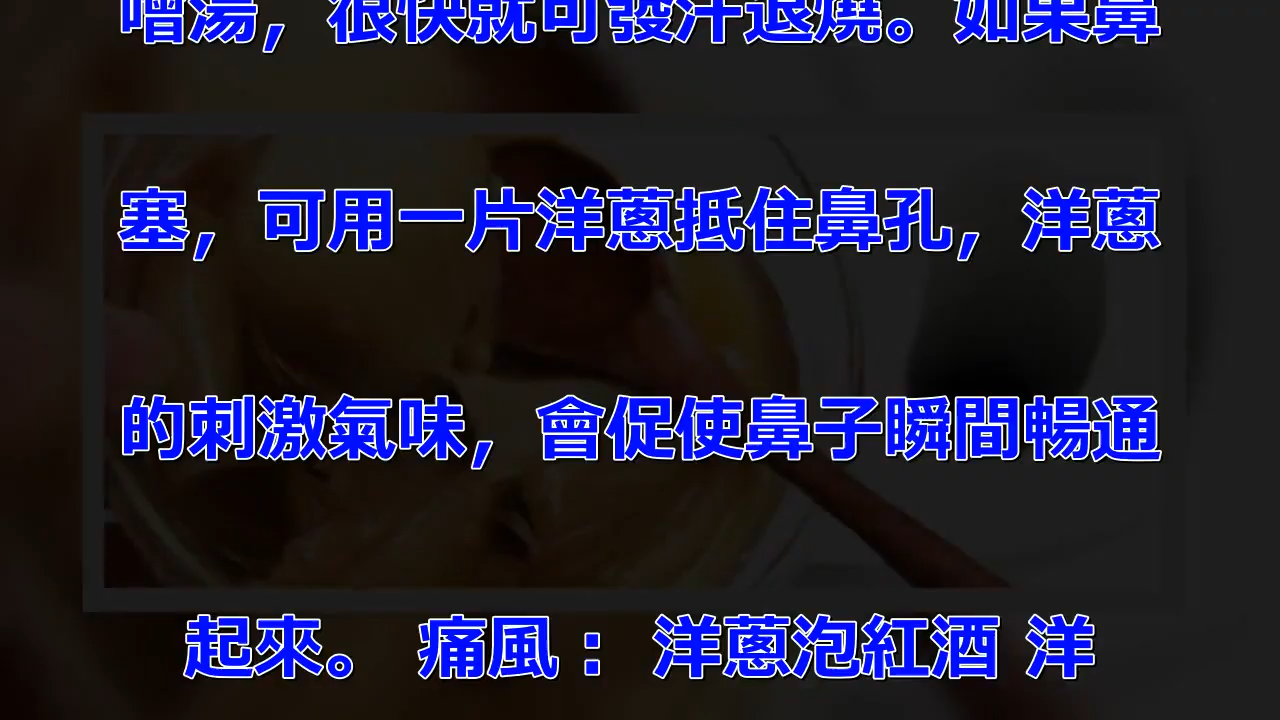 嗆湯，很快就可發汗退燒。如果鼻
塞，可用一片洋蔥抵住鼻孔，洋蔥
的刺激氣味，會促使鼻子瞬間暢通
起來。 痛風： 洋蔥泡紅酒 洋